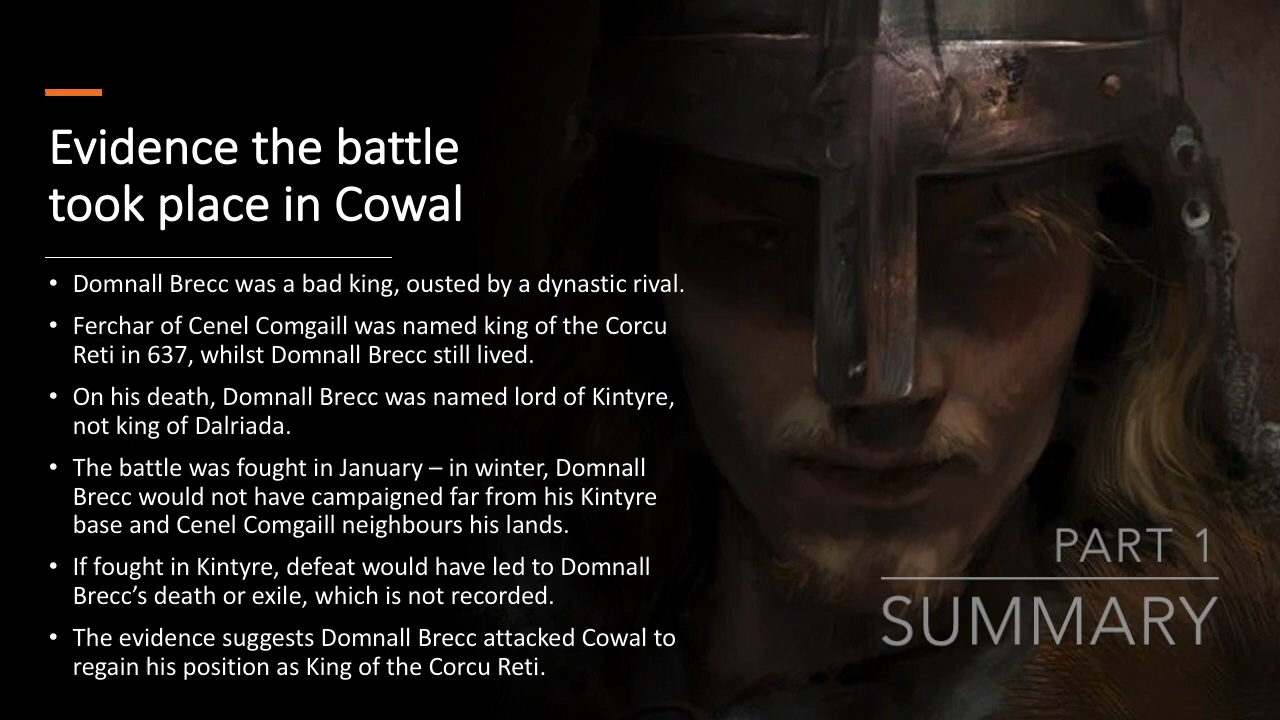 Evidence the battle
took place in Cowal
• Domnall Brecc was a bad king, ousted by a dynastic rival.
• Ferchar of Cenel Comgaill was named king of the Corcu
Reti in 637, whilst Domnall Brecc still lived.
• On his death, Domnall Brecc was named lord of Kintyre,
not king of Dalriada.
• The battle was fought in January – in winter, Domnall
Brecc would not have campaigned far from his Kintyre
base and Cenel Comgaill neighbours his lands.
• If fought in Kintyre, defeat would have led to Domnall
Brecc’s death or exile, which is not recorded.
• The evidence suggests Domnall Brecc attacked Cowal to
regain his position as King of the Corcu Reti.
PART 1
SUMMARY